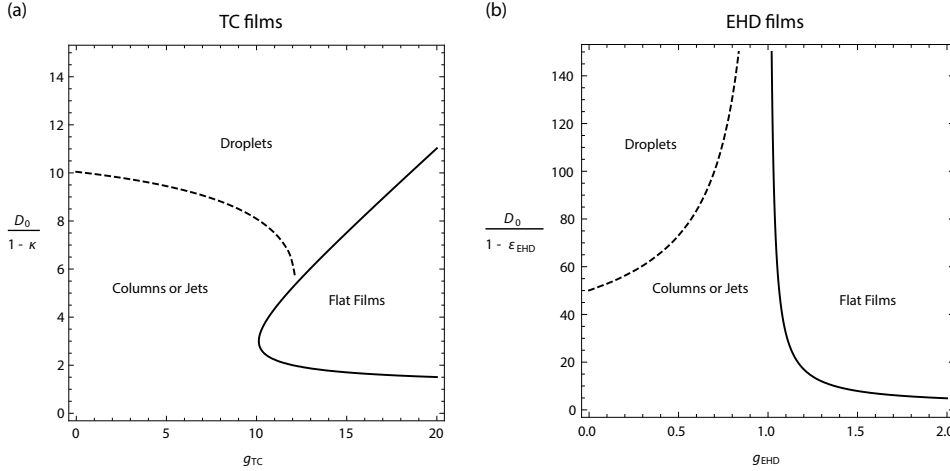 (a)
TC films
14
12
10
8
6
4
2
0
D0
1 - κ
Droplets
Columns or Jets
Flat Films
0
5
10
15
20
gTC
(b)
EHD films
140
120
100
80
60
40
20
0
D0
1 - εEHD
Droplets
Columns or Jets
Flat Films
0.0
0.5
1.0
1.5
2.0
gEHD